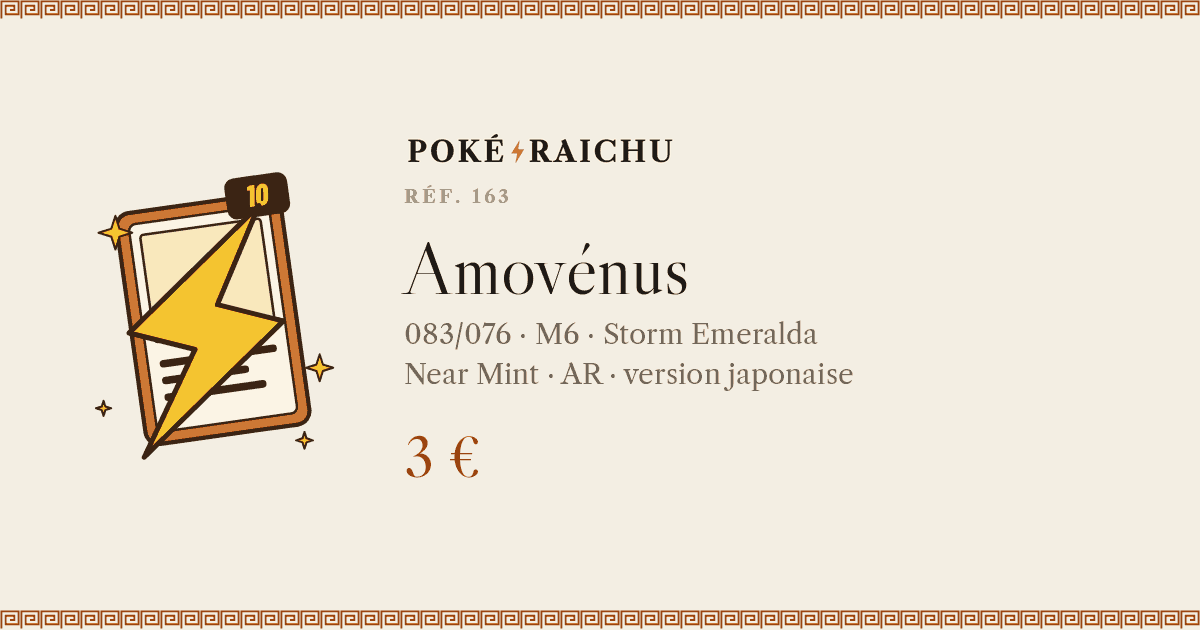 10
POKÉ RAICHU
RÉF. 163
Amovénus
083/076 · M6 · Storm Emeralda
Near Mint · AR · version japonaise
3 €